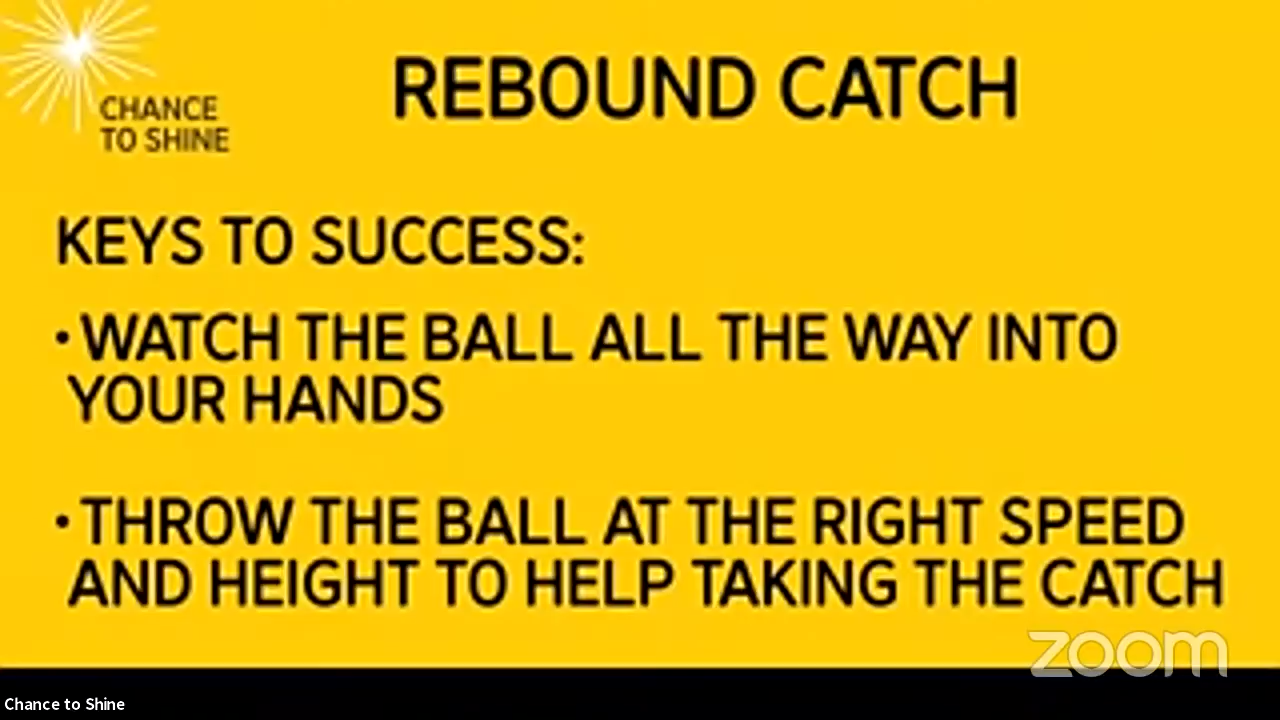 CHANCE
TO SHINE
REBOUND CATCH
KEYS TO SUCCESS:
• WATCH THE BALL ALL THE WAY INTO
YOUR HANDS
• THROW THE BALL AT THE RIGHT SPEED
AND HEIGHT TO HELP TAKING THE CATCH
zoom
Chance to Shine